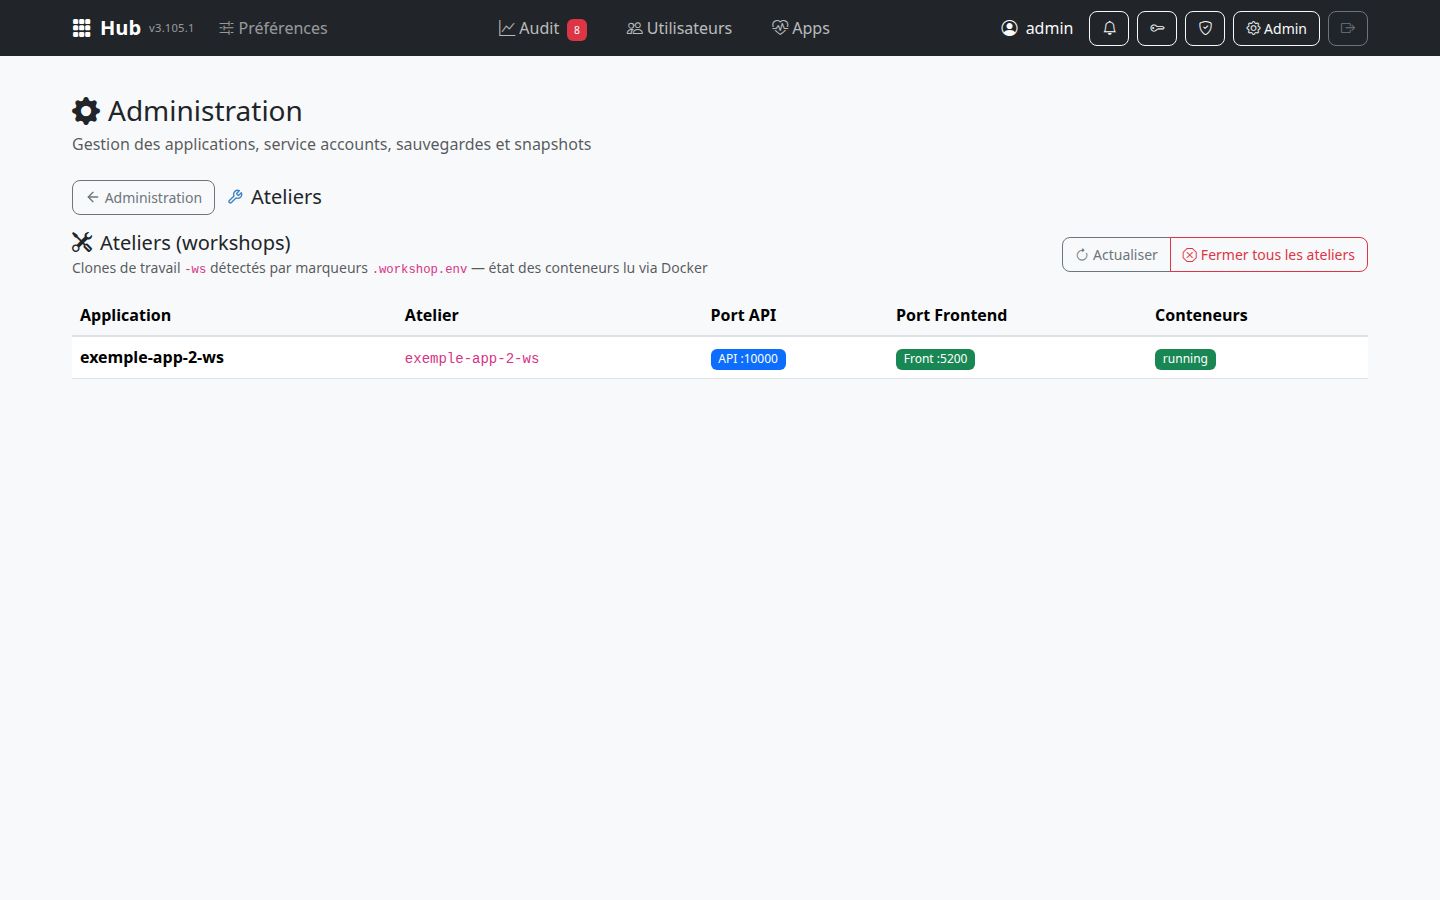 Hub v3.105.1 Préférences Audit 8 Utilisateurs Apps admin Admin
Administration
Gestion des applications, service accounts, sauvegardes et snapshots
Administration Ateliers
Ateliers (workshops)
Clones de travail -ws détectés par marqueurs .workshop.env — état des conteneurs lu via Docker
Actualiser Fermer tous les ateliers
Application Atelier Port API Port Frontend Conteneurs
exemple-app-2-ws exemple-app-2-ws API :10000 Front :5200 running